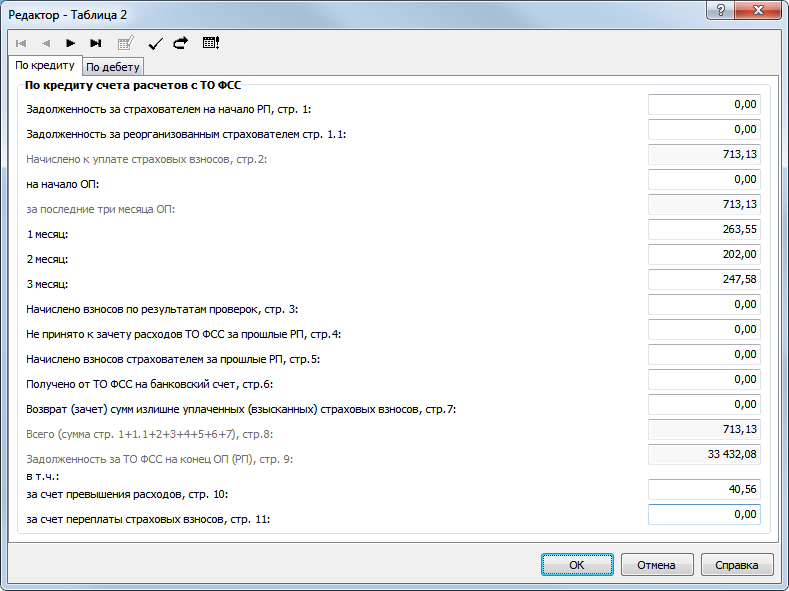 Редактор - Таблица 2
По кредиту По дебету
По кредиту счета расчетов с ТО ФСС
Задолженность за страхователем на начало РП, стр. 1: 0,00
Задолженность за реорганизованным страхователем стр. 1.1: 0,00
Начислено к уплате страховых взносов, стр.2: 713,13
на начало ОП: 0,00
за последние три месяца ОП: 713,13
1 месяц: 263,55
2 месяц: 202,00
3 месяц: 247,58
Начислено взносов по результатам проверок, стр. 3: 0,00
Не принято к зачету расходов ТО ФСС за прошлые РП, стр.4: 0,00
Начислено взносов страхователем за прошлые РП, стр.5: 0,00
Получено от ТО ФСС на банковский счет, стр.6: 0,00
Возврат (зачет) сумм излишне уплаченных (взысканных) страховых взносов, стр.7: 0,00
Всего (сумма стр. 1+1.1+2+3+4+5+6+7), стр.8: 713,13
Задолженность за ТО ФСС на конец ОП (РП), стр. 9: 33 432,08
в т.ч.:
за счет превышения расходов, стр. 10: 40,56
за счет переплаты страховых взносов, стр. 11: 0,00
ОК Отмена Справка